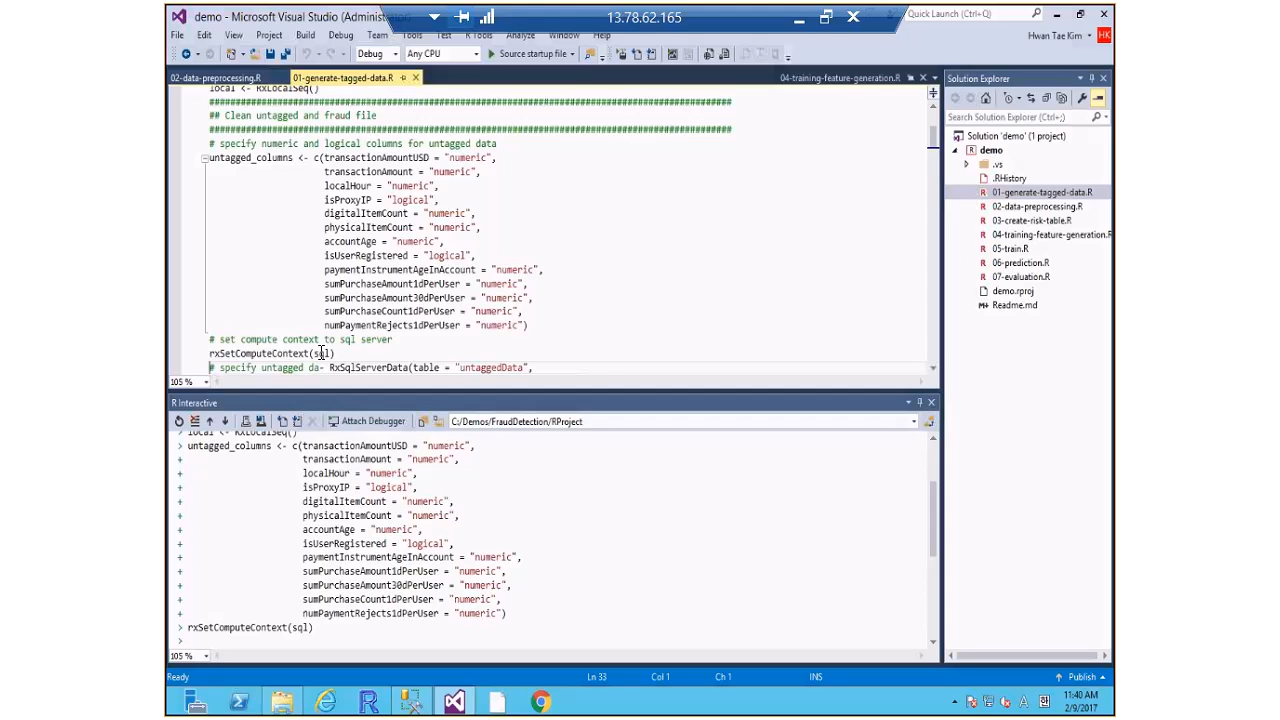 demo - Microsoft Visual Studio (Administrator)
13.78.62.165
Quick Launch (Ctrl+Q)
File Edit View Project Build Debug Team Test R Tools Analyze Window Help
Hwan Tae Kim HK
Debug Any CPU Source startup file
02-data-preprocessing.R 01-generate-tagged-data.R 04-training-feature-generation.R
local <- RxLocalSeq()
##########################################################################################
## Clean untagged and fraud file
##########################################################################################
# specify numeric and logical columns for untagged data
untagged_columns <- c(transactionAmountUSD = "numeric",
transactionAmount = "numeric",
localHour = "numeric",
isProxyIP = "logical",
digitalItemCount = "numeric",
physicalItemCount = "numeric",
accountAge = "numeric",
isUserRegistered = "logical",
paymentInstrumentAgeInAccount = "numeric",
sumPurchaseAmount1dPerUser = "numeric",
sumPurchaseAmount30dPerUser = "numeric",
sumPurchaseCount1dPerUser = "numeric",
numPaymentRejects1dPerUser = "numeric")
# set compute context to sql server
rxSetComputeContext(sql)
# specify untagged da- RxSqlServerData(table = "untaggedData",
105 %
R Interactive
Attach Debugger C:/Demos/FraudDetection/RProject
local <- RxLocalSeq()
> untagged_columns <- c(transactionAmountUSD = "numeric",
+ transactionAmount = "numeric",
+ localHour = "numeric",
+ isProxyIP = "logical",
+ digitalItemCount = "numeric",
+ physicalItemCount = "numeric",
+ accountAge = "numeric",
+ isUserRegistered = "logical",
+ paymentInstrumentAgeInAccount = "numeric",
+ sumPurchaseAmount1dPerUser = "numeric",
+ sumPurchaseAmount30dPerUser = "numeric",
+ sumPurchaseCount1dPerUser = "numeric",
+ numPaymentRejects1dPerUser = "numeric")
> rxSetComputeContext(sql)
>
105 %
Solution Explorer
Search Solution Explorer (Ctrl+;)
Solution 'demo' (1 project)
demo
.vs
.RHistory
01-generate-tagged-data.R
02-data-preprocessing.R
03-create-risk-table.R
04-training-feature-generation.R
05-train.R
06-prediction.R
07-evaluation.R
demo.rproj
Readme.md
Ready Ln 33 Col 1 Ch 1 INS Publish
A 한 11:40 AM
2/9/2017